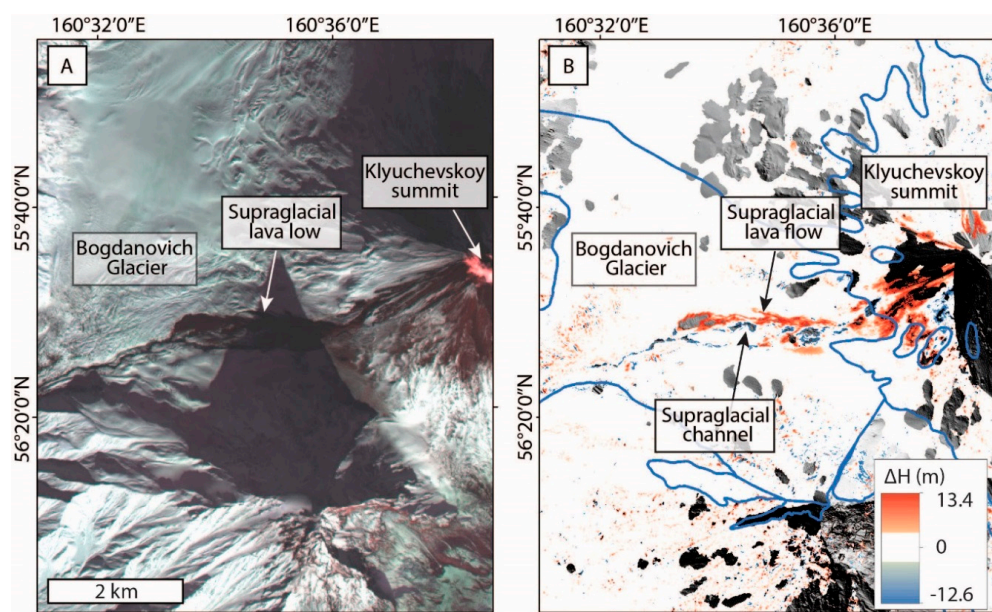 160°32'0"E
160°36'0"E
160°32'0"E
160°36'0"E
A
B
Klyuchevskoy
summit
Klyuchevskoy
summit
55°40'0"N
55°40'0"N
Supraglacial
lava low
Supraglacial
lava flow
Bogdanovich
Glacier
Bogdanovich
Glacier
Supraglacial
channel
56°20'0"N
56°20'0"N
ΔH (m)
13.4
0
-12.6
2 km